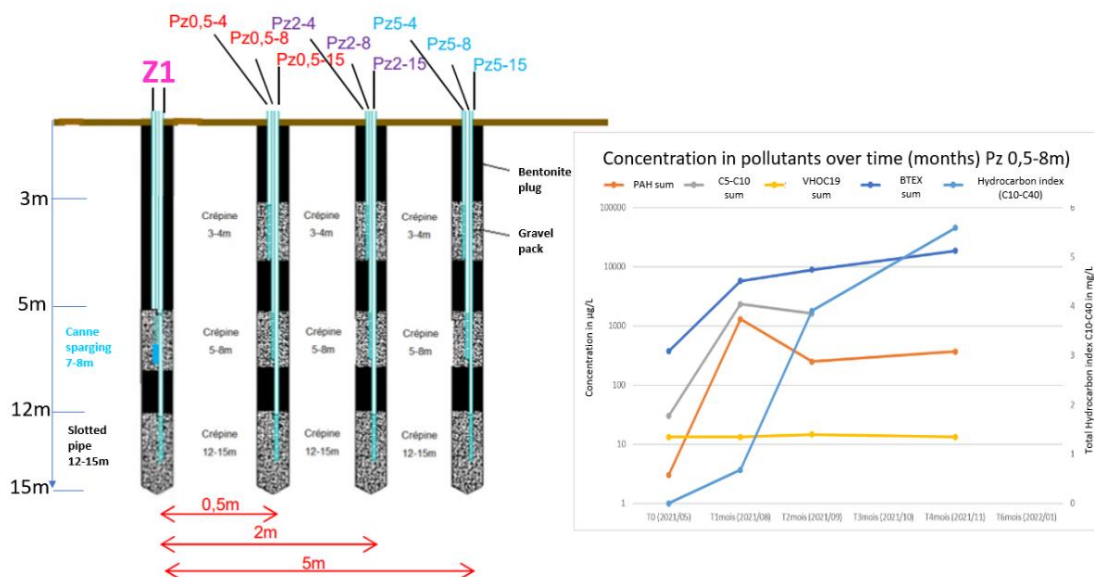 Pz0,5-4
Pz0,5-8
Pz0,5-15
Pz2-4
Pz2-8
Pz2-15
Pz5-4
Pz5-8
Pz5-15
Z1
3m
5m
12m
15m
Bentonite
plug
Gravel
pack
Crépine
3-4m
Crépine
3-4m
Crépine
3-4m
Canne
sparging
7-8m
Crépine
5-8m
Crépine
5-8m
Crépine
5-8m
Slotted
pipe
12-15m
Crépine
12-15m
Crépine
12-15m
Crépine
12-15m
0,5m
2m
5m
Concentration in pollutants over time (months) Pz 0,5-8m)
PAH sum
C5-C10
sum
VHOC19
sum
BTEX
sum
Hydrocarbon index
(C10-C40)
Concentration in µg/L
100000
10000
1000
100
10
1
6
5
4
3
2
1
0
Total Hydrocarbon index C10-C40 in mg/L
T0 (2021/05)
T1mois (2021/08)
T2mois (2021/09)
T3mois (2021/10)
T4mois (2021/11)
T6mois (2022/01)